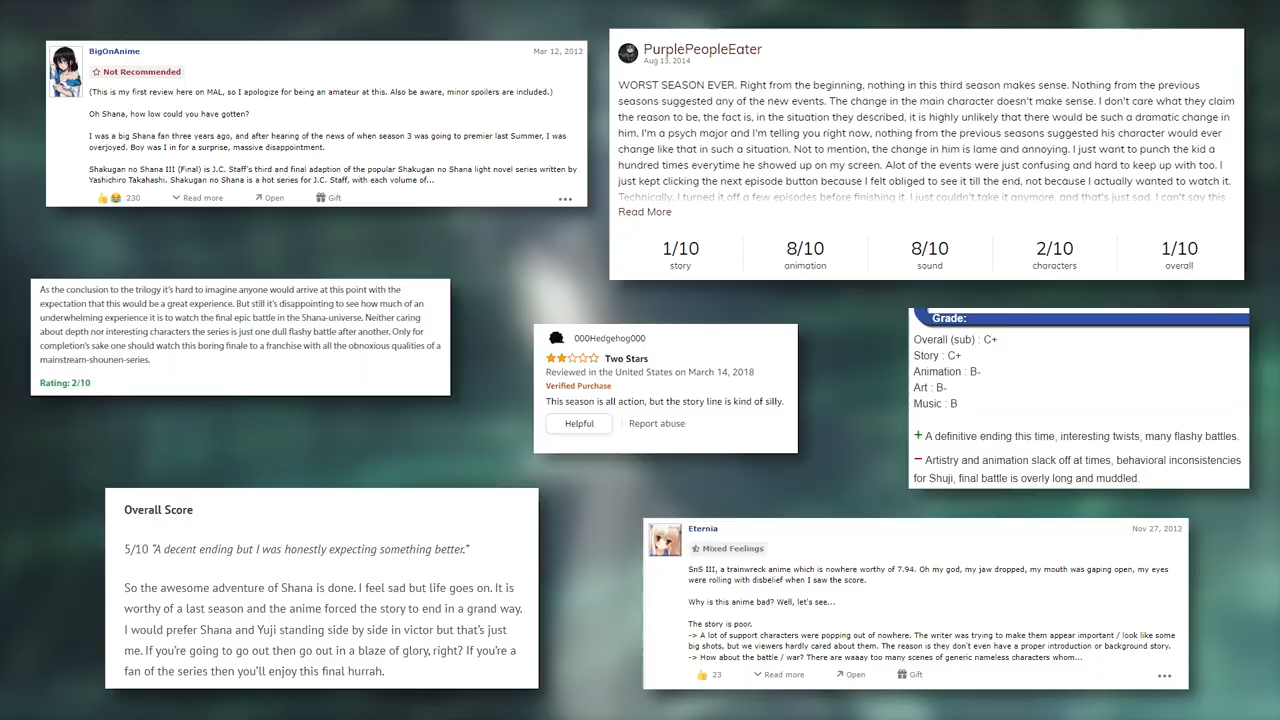 BigOnAnime
Mar 12, 2012
Not Recommended
(This is my first review here on MAL, so I apologize for being an amateur at this. Also be aware, minor spoilers are included.)
Oh Shana, how low could you have gotten?
I was a big Shana fan three years ago, and after hearing of the news of when season 3 was going to premier last Summer, I was
overjoyed. Boy was I in for a surprise, massive disappointment.
Shakugan no Shana III (Final) is J.C. Staff's third and final adaption of the popular Shakugan no Shana light novel series written by
Yashichiro Takahashi. Shakugan no Shana is a hot series for J.C. Staff, with each volume of...
230
Read more
Open
Gift
PurplePeopleEater
Aug 13, 2014
WORST SEASON EVER. Right from the beginning, nothing in this third season makes sense. Nothing from the previous
seasons suggested any of the new events. The change in the main character doesn't make sense. I don't care what they claim
the reason to be, the fact is, in the situation they described, it is highly unlikely that there would be such a dramatic change in
him. I'm a psych major and I'm telling you right now, nothing from the previous seasons suggested his character would ever
change like that in such a situation. Not to mention, the change in him is lame and annoying. I just want to punch the kid a
hundred times everytime he showed up on my screen. Alot of the events were just confusing and hard to keep up with too. I
just kept clicking the next episode button because I felt obliged to see it till the end, not because I actually wanted to watch it.
Technically, I turned it off a few episodes before finishing it. I just couldn't take it anymore, and that's just sad. I can't say this
Read More
1/10 8/10 8/10 2/10 1/10
story animation sound characters overall
As the conclusion to the trilogy it's hard to imagine anyone would arrive at this point with the
expectation that this would be a great experience. But still it's disappointing to see how much of an
underwhelming experience it is to watch the final epic battle in the Shana-universe. Neither caring
about depth nor interesting characters the series is just one dull flashy battle after another. Only for
completion's sake one should watch this boring finale to a franchise with all the obnoxious qualities of a
mainstream-shounen-series.
Rating: 2/10
000Hedgehog000
Two Stars
Reviewed in the United States on March 14, 2018
Verified Purchase
This season is all action, but the story line is kind of silly.
Helpful
Report abuse
Grade:
Overall (sub) : C+
Story : C+
Animation : B-
Art : B-
Music : B
+ A definitive ending this time, interesting twists, many flashy battles.
− Artistry and animation slack off at times, behavioral inconsistencies
for Shuji, final battle is overly long and muddled.
Overall Score
5/10 "A decent ending but I was honestly expecting something better."
So the awesome adventure of Shana is done. I feel sad but life goes on. It is
worthy of a last season and the anime forced the story to end in a grand way.
I would prefer Shana and Yuji standing side by side in victor but that's just
me. If you're going to go out then go out in a blaze of glory, right? If you're a
fan of the series then you'll enjoy this final hurrah.
Eternia
Nov 27, 2012
Mixed Feelings
SnS III, a trainwreck anime which is nowhere worthy of 7.94. Oh my god, my jaw dropped, my mouth was gaping open, my eyes
were rolling with disbelief when I saw the score.
Why is this anime bad? Well, let's see...
The story is poor.
-> A lot of support characters were popping out of nowhere. The writer was trying to make them appear important / look like some
big shots, but we viewers hardly cared about them. The reason is they don't even have a proper introduction or background story.
-> How about the battle / war? There are waaay too many scenes of generic nameless characters whom...
23
Read more
Open
Gift